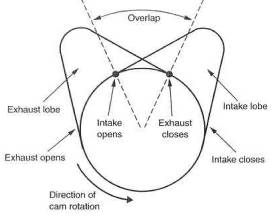 Overlap
Exhaust lobe
Intake lobe
Intake
opens
Exhaust
closes
Exhaust opens
Intake closes
Direction of
cam rotation